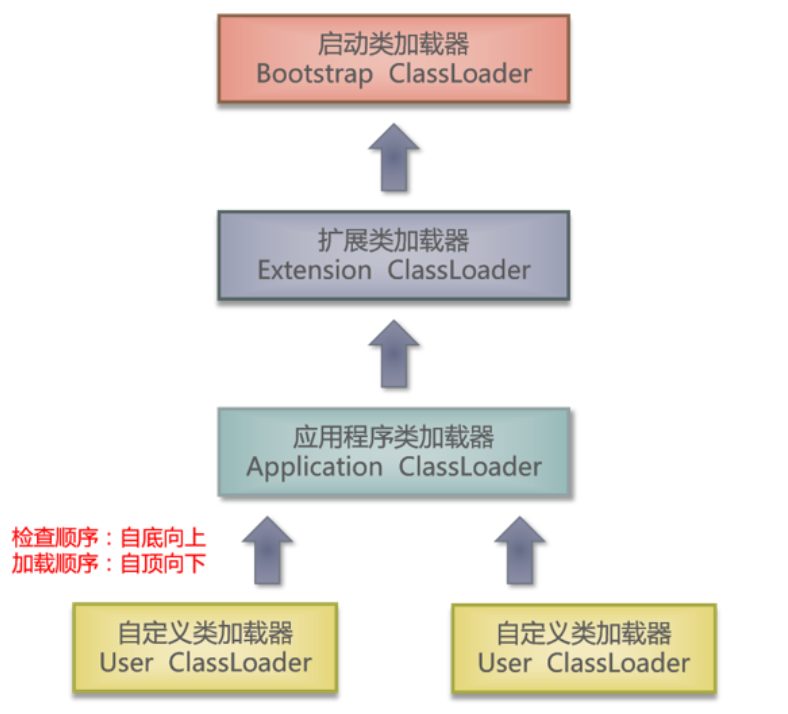 启动类加载器
Bootstrap ClassLoader
扩展类加载器
Extension ClassLoader
应用程序类加载器
Application ClassLoader
检查顺序：自底向上
加载顺序：自顶向下
自定义类加载器
User ClassLoader
自定义类加载器
User ClassLoader